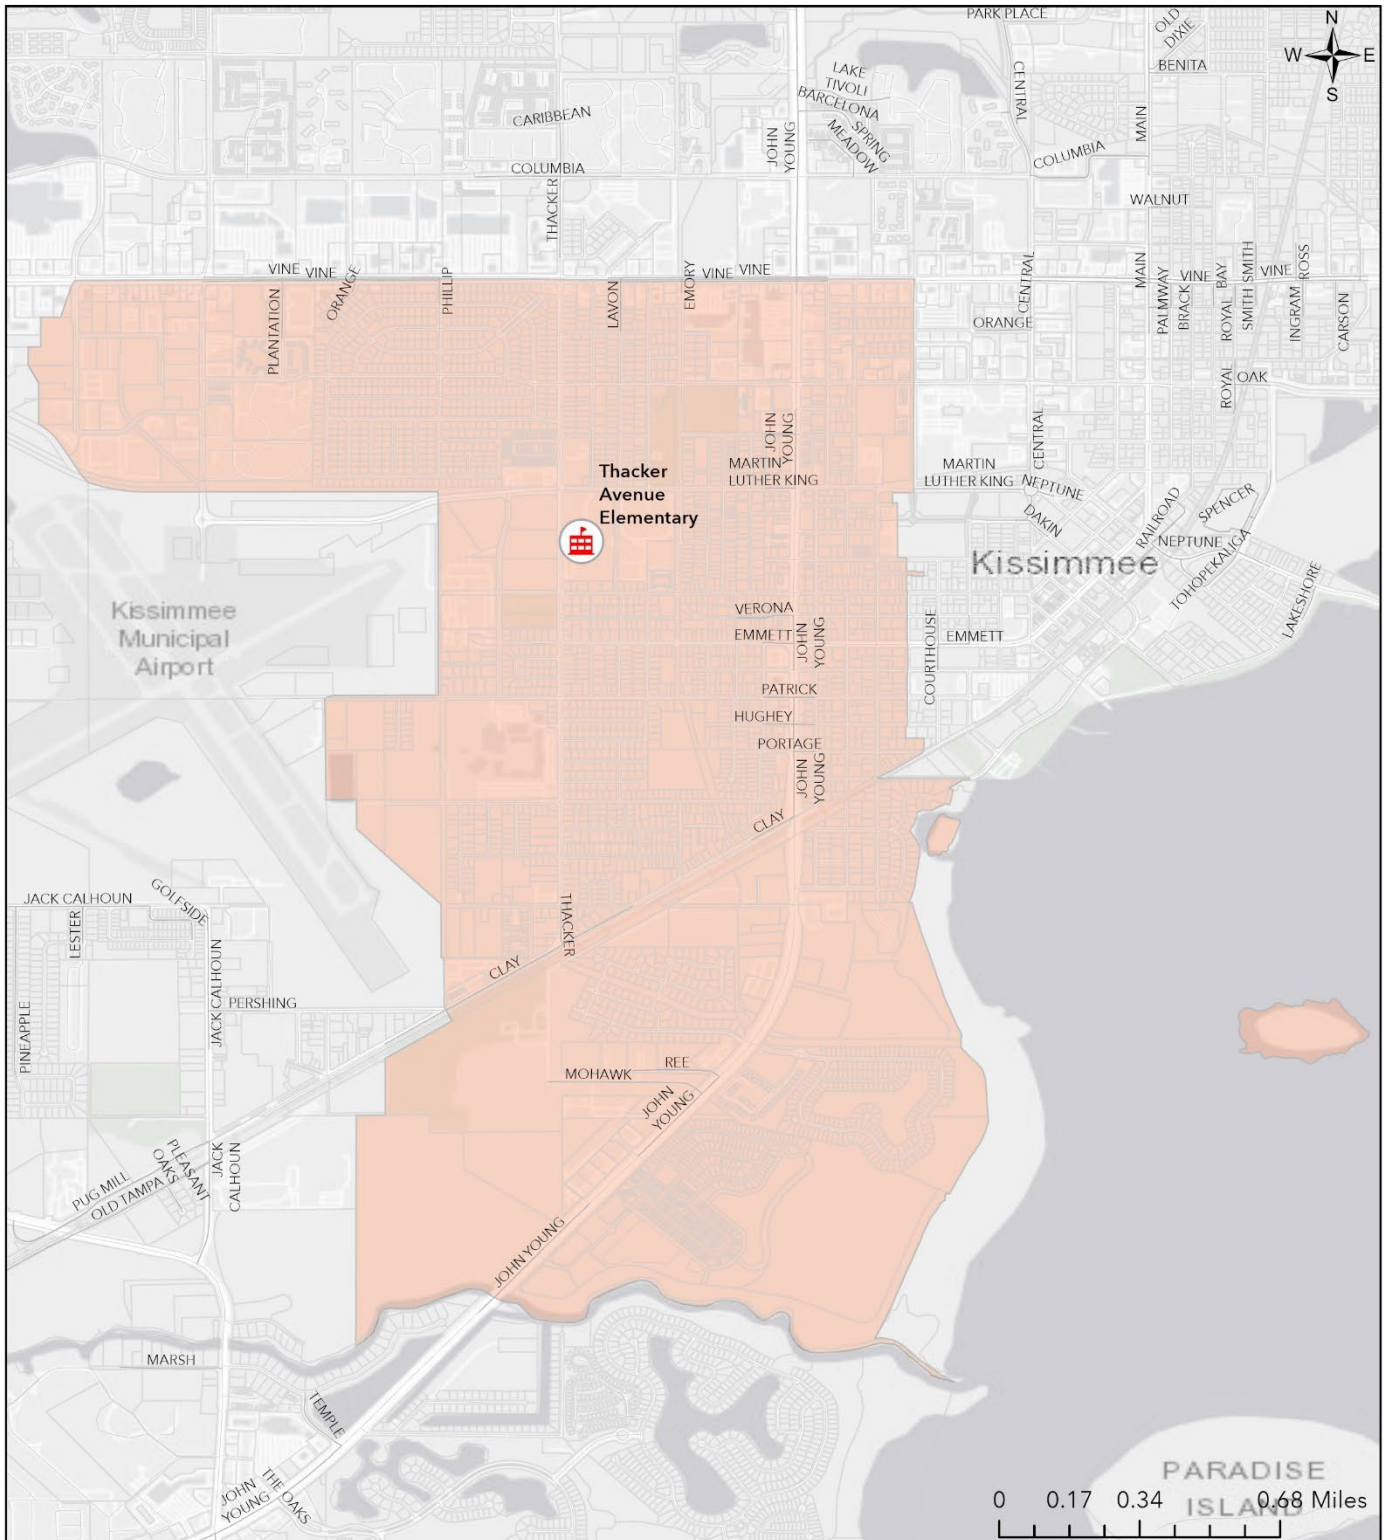 PARK PLACE
OLD
DIXIE
N
W
E
S
BENITA
LAKE
TIVOLI
BARCELONA
SPRING
MEADOW
CENTRAL
MAIN
CARIBBEAN
JOHN
YOUNG
COLUMBIA
COLUMBIA
THACKER
WALNUT
VINE
VINE
ORANGE
PHILLIP
PLANTATION
LAVON
EMORY
VINE
VINE
CENTRAL
ORANGE
MAIN
PALMWAY
BRACK
VINE
BAY
ROYAL
SMITH
SMITH
VINE
ROSS
INGRAM
CARSON
ROYAL
OAK
JOHN
YOUNG
CENTRAL
MARTIN
LUTHER KING
MARTIN
LUTHER KING
NEPTUNE
DAKIN
RAILROAD
SPENCER
NEPTUNE
TOHOPEKALIGA
LAKESHORE
Thacker
Avenue
Elementary
Kissimmee
Kissimmee
Municipal
Airport
VERONA
EMMETT
JOHN
YOUNG
COURTHOUSE
EMMETT
PATRICK
HUGHEY
PORTAGE
JOHN
YOUNG
CLAY
JACK CALHOUN
GOLFSIDE
LESTER
JACK CALHOUN
PINEAPPLE
PERSHING
THACKER
CLAY
REE
MOHAWK
JOHN
YOUNG
PLEASANT
OAKS
JACK
CALHOUN
PUG MILL
OLD TAMPA
JOHN YOUNG
MARSH
TEMPLE
THE OAKS
JOHN
YOUNG
PARADISE
ISLAND
0 0.17 0.34 0.68 Miles